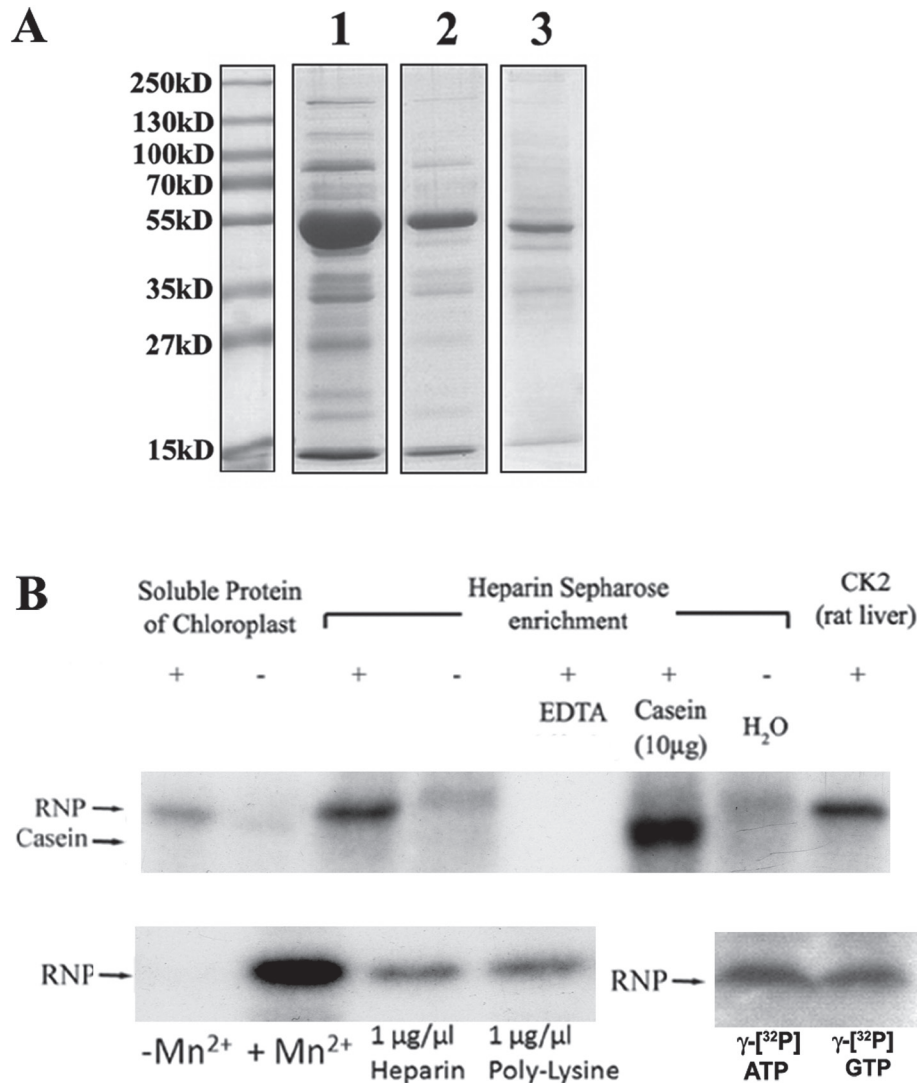 A
1 2 3
250kD
130kD
100kD
70kD
55kD
35kD
27kD
15kD
B
Soluble Protein
of Chloroplast
Heparin Sepharose
enrichment
CK2
(rat liver)
+ - + - + + - +
EDTA
Casein
(10µg)
H₂O
RNP
Casein
RNP
-Mn²⁺
+ Mn²⁺
1 µg/µl
Heparin
1 µg/µl
Poly-Lysine
RNP
γ-[³²P]
ATP
γ-[³²P]
GTP